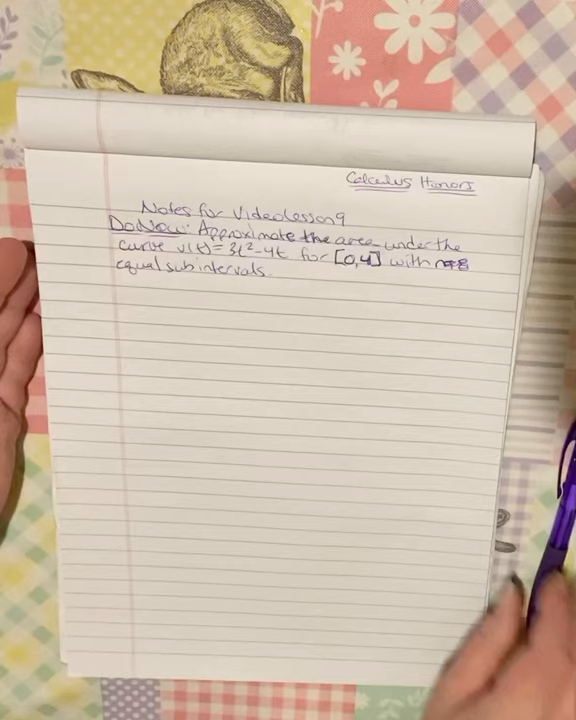 Calculus Honors
Notes for Video Lesson 9
Do Now: Approximate the area under the
curve v(t) = 3t²-4t for [0,4] with n=8
equal subintervals.